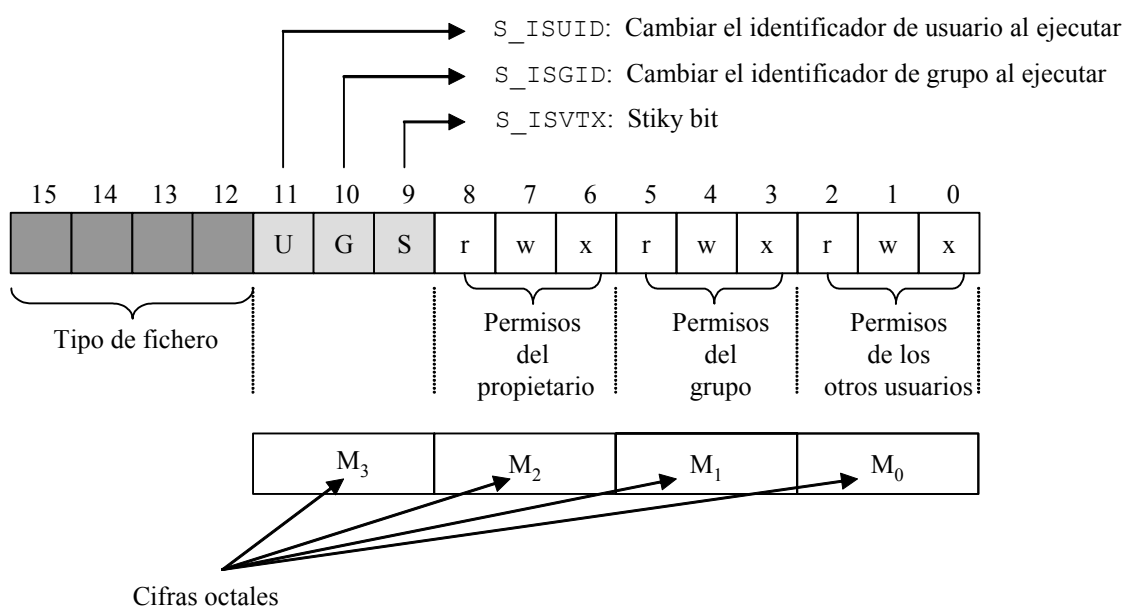 S_ISUID: Cambiar el identificador de usuario al ejecutar
S_ISGID: Cambiar el identificador de grupo al ejecutar
S_ISVTX: Stiky bit
15 14 13 12 11 10 9 8 7 6 5 4 3 2 1 0
U G S r w x r w x r w x
Tipo de fichero
Permisos
del
propietario
Permisos
del
grupo
Permisos
de los
otros usuarios
M3 M2 M1 M0
Cifras octales